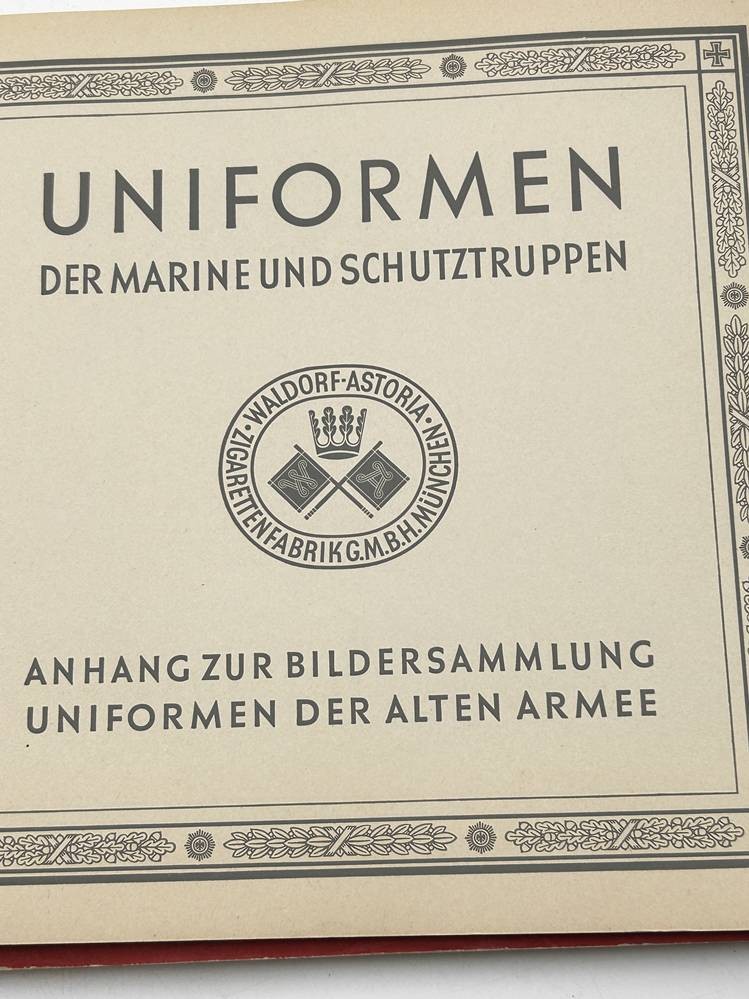 UNIFORMEN
DER MARINE UND SCHUTZTRUPPEN
· WALDORF-ASTORIA ·
ZIGARETTENFABRIK G.M.B.H. MÜNCHEN
W A
ANHANG ZUR BILDERSAMMLUNG
UNIFORMEN DER ALTEN ARMEE